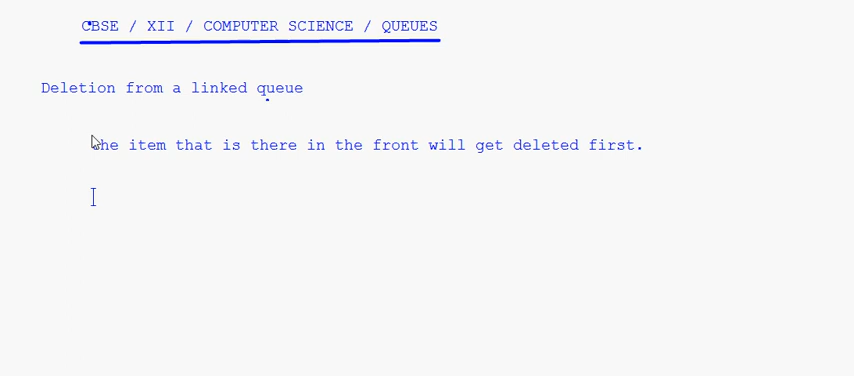 CBSE / XII / COMPUTER SCIENCE / QUEUES
Deletion from a linked queue
The item that is there in the front will get deleted first.